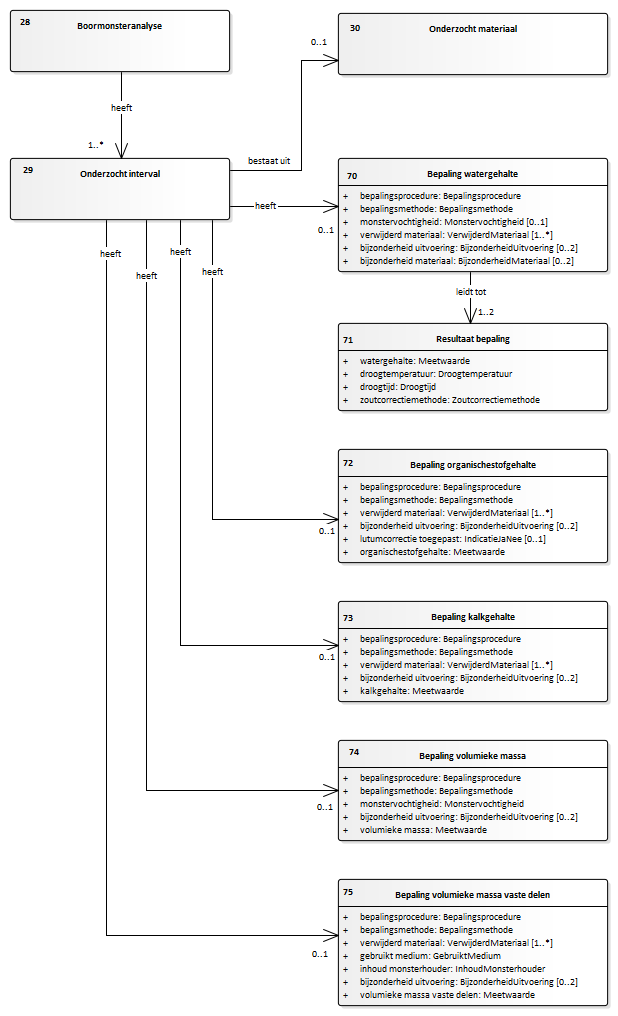 28 Boormonsteranalyse
heeft
1..*
29 Onderzocht interval
bestaat uit
0..1
30 Onderzocht materiaal
heeft
0..1
70 Bepaling watergehalte
+ bepalingsprocedure: Bepalingsprocedure
+ bepalingsmethode: Bepalingsmethode
+ monstervochtigheid: Monstervochtigheid [0..1]
+ verwijderd materiaal: VerwijderdMateriaal [1..*]
+ bijzonderheid uitvoering: BijzonderheidUitvoering [0..2]
+ bijzonderheid materiaal: BijzonderheidMateriaal [0..2]
leidt tot
1..2
71 Resultaat bepaling
+ watergehalte: Meetwaarde
+ droogtemperatuur: Droogtemperatuur
+ droogtijd: Droogtijd
+ zoutcorrectiemethode: Zoutcorrectiemethode
heeft
0..1
72 Bepaling organischestofgehalte
+ bepalingsprocedure: Bepalingsprocedure
+ bepalingsmethode: Bepalingsmethode
+ verwijderd materiaal: VerwijderdMateriaal [1..*]
+ bijzonderheid uitvoering: BijzonderheidUitvoering [0..2]
+ lutumcorrectie toegepast: IndicatieJaNee [0..1]
+ organischestofgehalte: Meetwaarde
heeft
0..1
73 Bepaling kalkgehalte
+ bepalingsprocedure: Bepalingsprocedure
+ bepalingsmethode: Bepalingsmethode
+ verwijderd materiaal: VerwijderdMateriaal [1..*]
+ bijzonderheid uitvoering: BijzonderheidUitvoering [0..2]
+ kalkgehalte: Meetwaarde
heeft
0..1
74 Bepaling volumieke massa
+ bepalingsprocedure: Bepalingsprocedure
+ bepalingsmethode: Bepalingsmethode
+ monstervochtigheid: Monstervochtigheid
+ bijzonderheid uitvoering: BijzonderheidUitvoering [0..2]
+ volumieke massa: Meetwaarde
heeft
0..1
75 Bepaling volumieke massa vaste delen
+ bepalingsprocedure: Bepalingsprocedure
+ bepalingsmethode: Bepalingsmethode
+ verwijderd materiaal: VerwijderdMateriaal [1..*]
+ gebruikt medium: GebruiktMedium
+ inhoud monsterhouder: InhoudMonsterhouder
+ bijzonderheid uitvoering: BijzonderheidUitvoering [0..2]
+ volumieke massa vaste delen: Meetwaarde